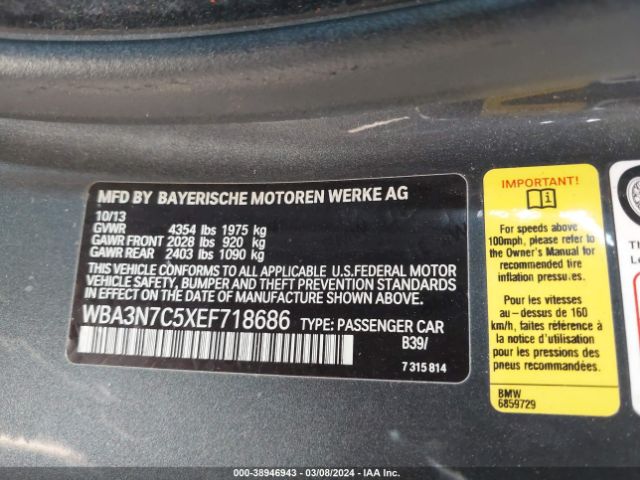 MFD BY BAYERISCHE MOTOREN WERKE AG
10/13
GVWR 4354 lbs 1975 kg
GAWR FRONT 2028 lbs 920 kg
GAWR REAR 2403 lbs 1090 kg
THIS VEHICLE CONFORMS TO ALL APPLICABLE U.S.FEDERAL MOTOR
VEHICLE SAFETY, BUMPER AND THEFT PREVENTION STANDARDS
IN EFFECT ON THE DATE OF MANUFACTURE SHOWN ABOVE.
WBA3N7C5XEF718686 TYPE: PASSENGER CAR
B39/
7 315 814
IMPORTANT!
For speeds above
100mph, please refer to
the Owner's Manual for
recommended tire
inflation pressures.
Pour les vitesses
au-dessus de 160
km/h, faites référence à
la notice d'utilisation
pour les pressions des
pneus recommandées.
BMW
6859729
000-38946943 - 03/08/2024 - IAA Inc.